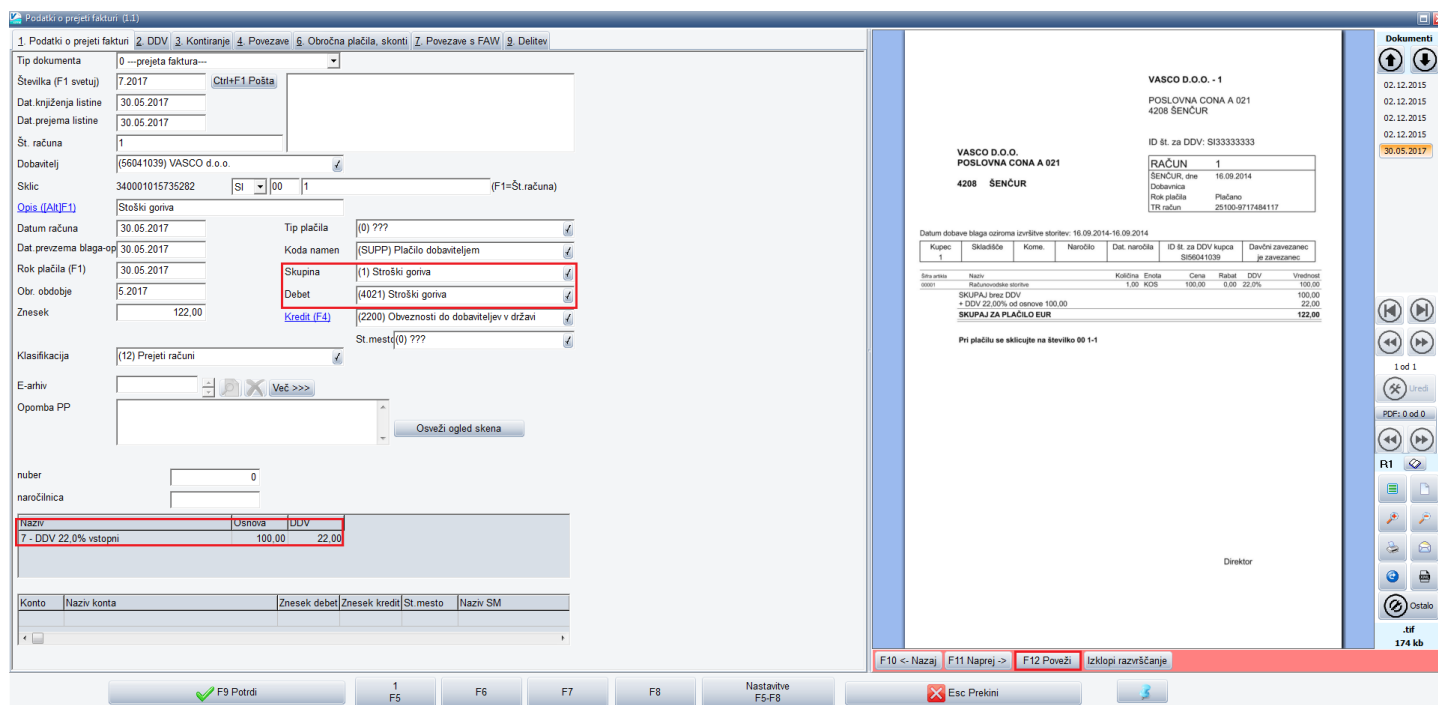 Podatki o prejeti fakturi (1.1)
1. Podatki o prejeti fakturi 2. DDV 3. Kontiranje 4. Povezave 6. Obročna plačila, skonti 7. Povezave s FAW 9. Delitev
Tip dokumenta 0 ---prejeta faktura---
Številka (F1 svetuj) 7.2017 Ctrl+F1 Pošta
Dat.knjiženja listine 30.05.2017
Dat.prejema listine 30.05.2017
Št. računa 1
Dobavitelj (56041039) VASCO d.o.o.
Sklic 340001015735282 SI 00 1 (F1=Št.računa)
Opis ([Alt]F1) Stoški goriva
Datum računa 30.05.2017 Tip plačila (0) ???
Dat.prevzema blaga-op 30.05.2017 Koda namen (SUPP) Plačilo dobaviteljem
Rok plačila (F1) 30.05.2017 Skupina (1) Stroški goriva
Obr. obdobje 5.2017 Debet (4021) Stroški goriva
Znesek 122,00 Kredit (F4) (2200) Obveznosti do dobaviteljev v državi
St.mesto (0) ???
Klasifikacija (12) Prejeti računi
E-arhiv Več >>>
Opomba PP
Osveži ogled skena
nuber 0
naročilnica
Naziv Osnova DDV
7 - DDV 22,0% vstopni 100,00 22,00
Konto Naziv konta Znesek debet Znesek kredit St.mesto Naziv SM
VASCO D.O.O. - 1
POSLOVNA CONA A 021
4208 ŠENČUR
ID št. za DDV: SI33333333
VASCO D.O.O.
POSLOVNA CONA A 021
4208 ŠENČUR
RAČUN 1
ŠENČUR, dne 16.09.2014
Dobavnica
Rok plačila Plačano
TR račun 25100-9717484117
Datum dobave blaga oziroma izvršitve storitev: 16.09.2014-16.09.2014
Kupec Skladišče Kome. Naročilo Dat. naročila ID št. za DDV kupca Davčni zavezanec
1 SI56041039 je zavezanec
Šifra artikla Naziv Količina Enota Cena Rabat DDV Vrednost
00001 Računovodske storitve 1,00 KOS 100,00 0,00 22,0% 100,00
SKUPAJ brez DDV 100,00
+ DDV 22,00% od osnove 100,00 22,00
SKUPAJ ZA PLAČILO EUR 122,00
Pri plačilu se sklicujte na številko 00 1-1
Direktor
F10 <- Nazaj F11 Naprej -> F12 Poveži Izklopi razvrščanje
Dokumenti
02.12.2015
02.12.2015
02.12.2015
02.12.2015
30.05.2017
1 od 1
Uredi
PDF: 0 od 0
R1
Ostalo
.tif
174 kb
F9 Potrdi 1 F5 F6 F7 F8 Nastavitve F5-F8 Esc Prekini